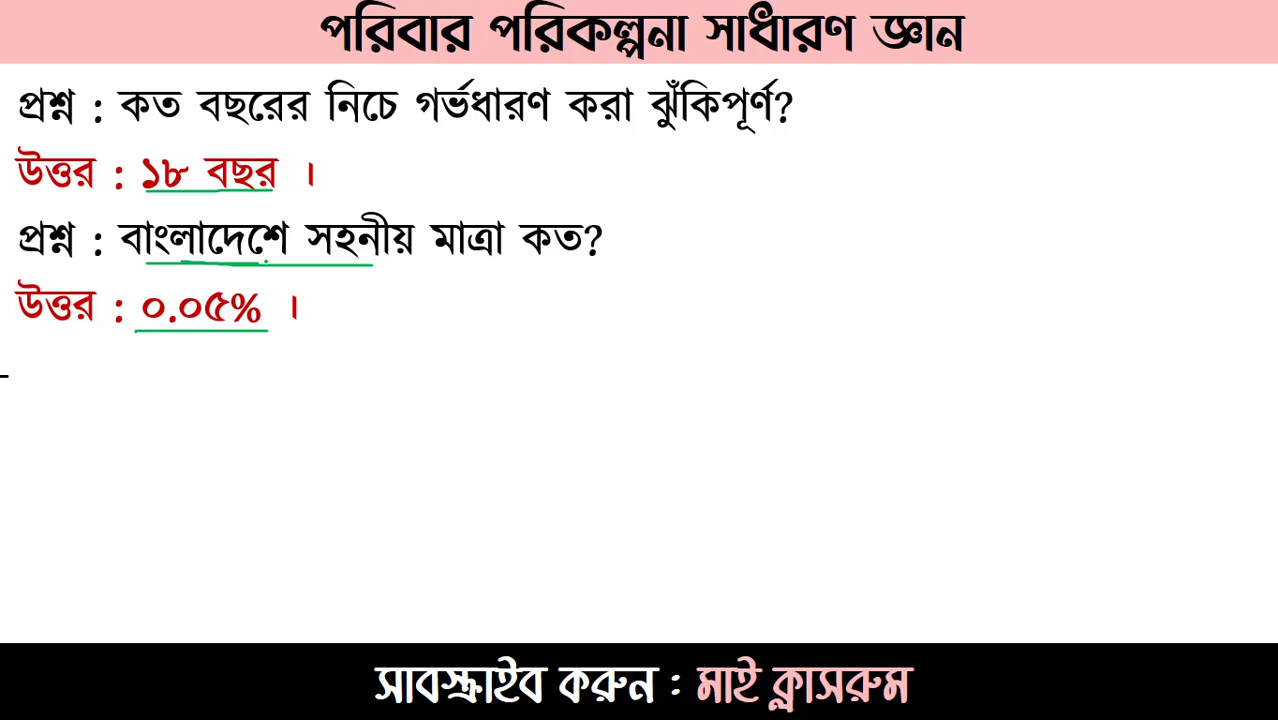 পরিবার পরিকল্পনা সাধারণ জ্ঞান
প্রশ্ন : কত বছরের নিচে গর্ভধারণ করা ঝুঁকিপূর্ণ?
উত্তর : ১৮ বছর ।
প্রশ্ন : বাংলাদেশে সহনীয় মাত্রা কত?
উত্তর : ০.০৫% ।
সাবস্ক্রাইব করুন : মাই ক্লাসরুম